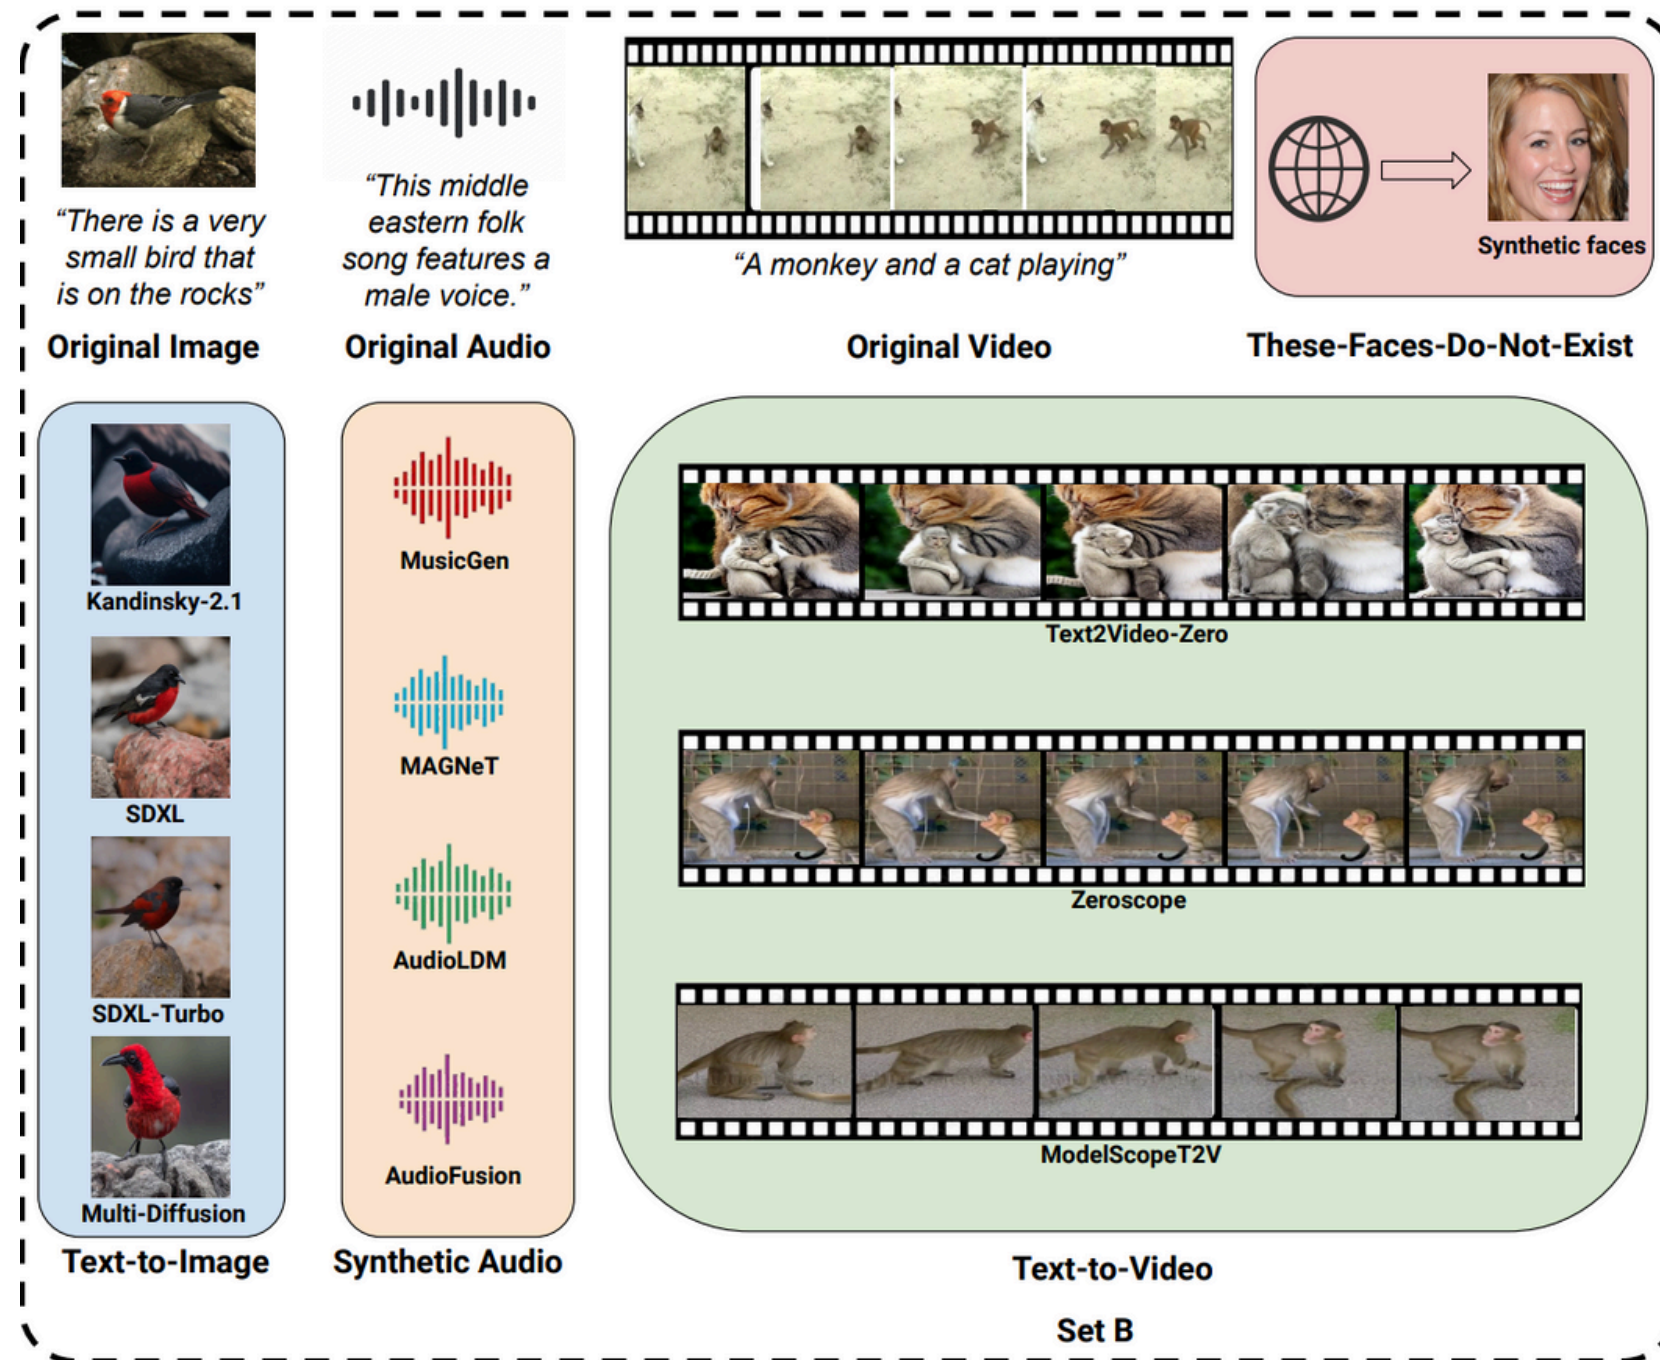 “There is a very
small bird that
is on the rocks”
Original Image
“This middle
eastern folk
song features a
male voice.”
Original Audio
“A monkey and a cat playing”
Original Video
Synthetic faces
These-Faces-Do-Not-Exist
Kandinsky-2.1
SDXL
SDXL-Turbo
Multi-Diffusion
Text-to-Image
MusicGen
MAGNeT
AudioLDM
AudioFusion
Synthetic Audio
Text2Video-Zero
Zeroscope
ModelScopeT2V
Text-to-Video
Set B